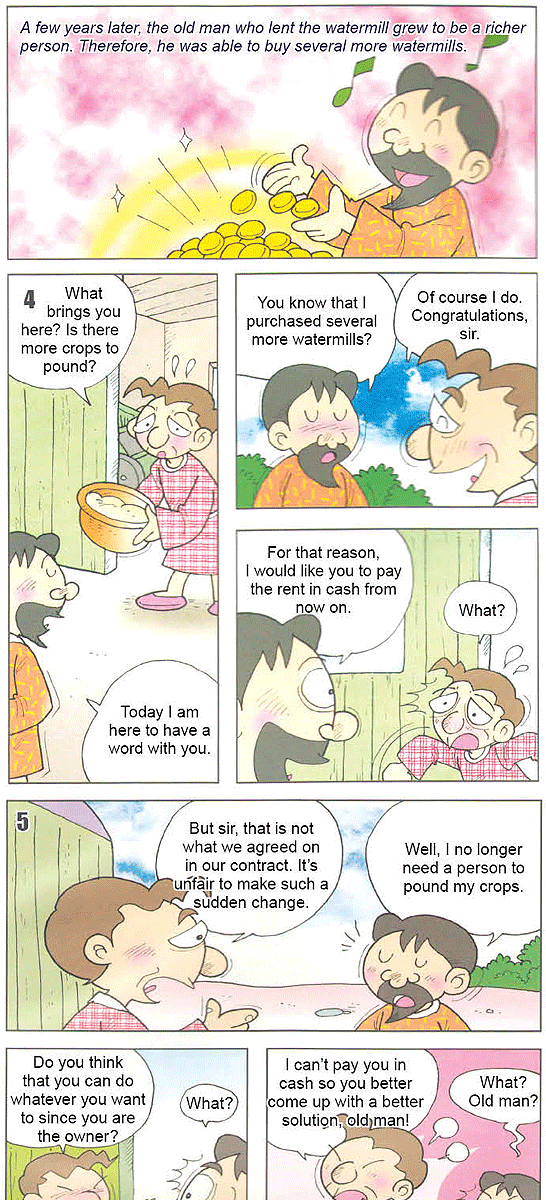 A few years later, the old man who lent the watermill grew to be a richer
person. Therefore, he was able to buy several more watermills.
4
What
brings you
here? Is there
more crops to
pound?
Today I am
here to have a
word with you.
You know that I
purchased several
more watermills?
Of course I do.
Congratulations,
sir.
For that reason,
I would like you to pay
the rent in cash from
now on.
What?
5
But sir, that is not
what we agreed on
in our contract. It's
unfair to make such a
sudden change.
Well, I no longer
need a person to
pound my crops.
Do you think
that you can do
whatever you want
to since you are
the owner?
What?
I can't pay you in
cash so you better
come up with a better
solution, old man!
What?
Old man?